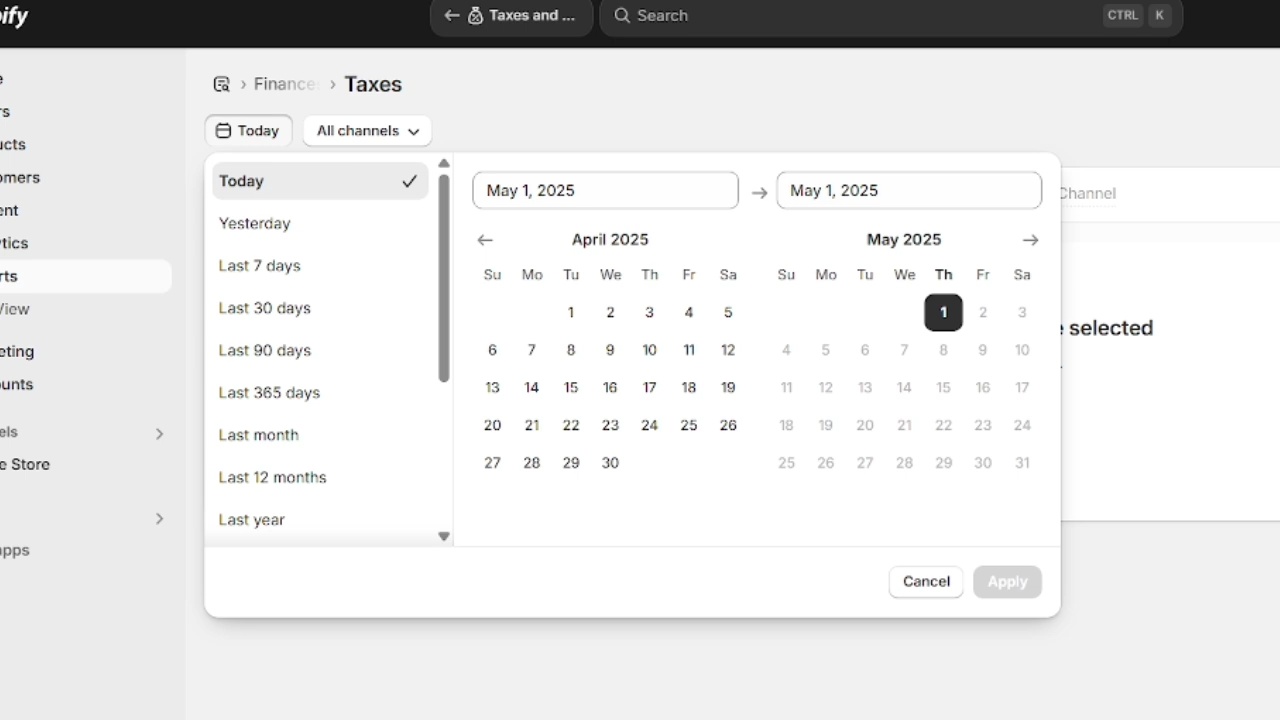 ify
Taxes and ...
Search
CTRL K
Finance
Taxes
Today
All channels
Today
Yesterday
Last 7 days
Last 30 days
Last 90 days
Last 365 days
Last month
Last 12 months
Last year
May 1, 2025
May 1, 2025
April 2025
Su Mo Tu We Th Fr Sa
1 2 3 4 5
6 7 8 9 10 11 12
13 14 15 16 17 18 19
20 21 22 23 24 25 26
27 28 29 30
May 2025
Su Mo Tu We Th Fr Sa
1 2 3
4 5 6 7 8 9 10
11 12 13 14 15 16 17
18 19 20 21 22 23 24
25 26 27 28 29 30 31
Cancel
Apply
Channel
selected
e
rs
ucts
omers
ent
tics
rts
View
eting
ounts
els
e Store
apps